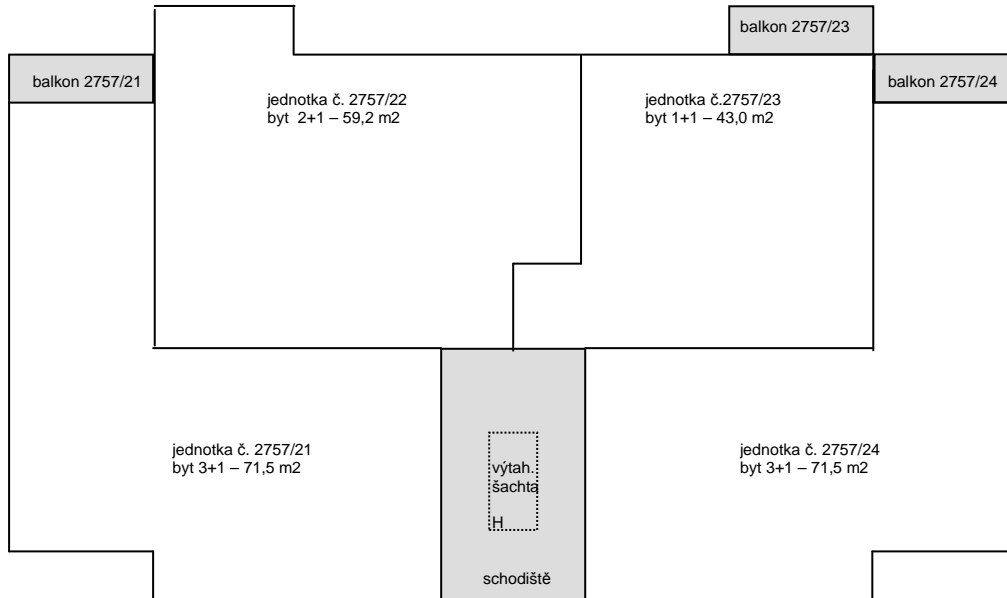 balkon 2757/23
balkon 2757/21
balkon 2757/24
jednotka č. 2757/22
byt 2+1 – 59,2 m2
jednotka č.2757/23
byt 1+1 – 43,0 m2
jednotka č. 2757/21
byt 3+1 – 71,5 m2
výtah.
šachta
H
jednotka č. 2757/24
byt 3+1 – 71,5 m2
schodiště